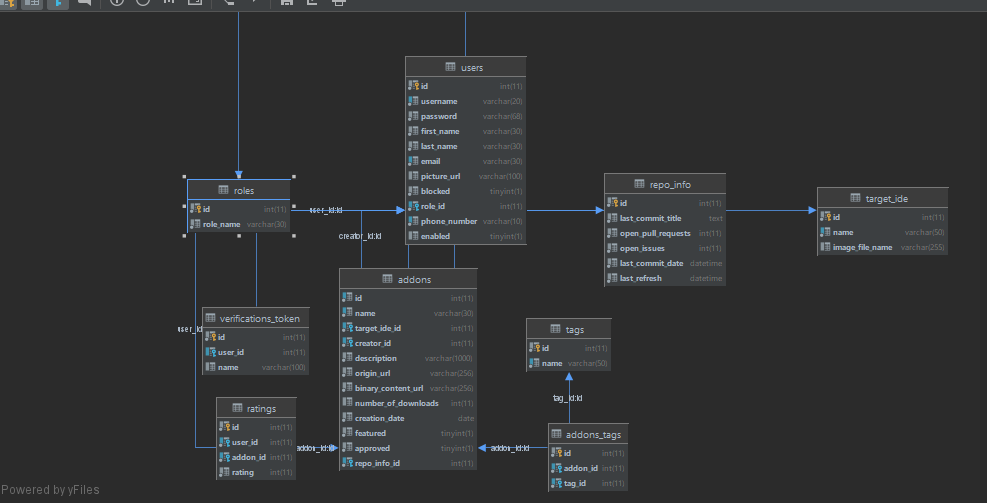 users
id int(11)
username varchar(20)
password varchar(68)
first_name varchar(30)
last_name varchar(30)
email varchar(30)
picture_url varchar(100)
blocked tinyint(1)
role_id int(11)
phone_number varchar(10)
enabled tinyint(1)
roles
id int(11)
role_name varchar(30)
user_id:id
creator_id:id
repo_info
id int(11)
last_commit_title text
open_pull_requests int(11)
open_issues int(11)
last_commit_date datetime
last_refresh datetime
target_ide
id int(11)
name varchar(50)
image_file_name varchar(255)
addons
id int(11)
name varchar(30)
target_ide_id int(11)
creator_id int(11)
description varchar(1000)
origin_url varchar(256)
binary_content_url varchar(256)
number_of_downloads int(11)
creation_date date
featured tinyint(1)
approved tinyint(1)
repo_info_id int(11)
verifications_token
id int(11)
user_id int(11)
name varchar(100)
user_id
tags
id int(11)
name varchar(50)
tag_id:id
ratings
id int(11)
user_id int(11)
addon_id int(11)
rating int(11)
addon_id:id
addon_id:id
addons_tags
id int(11)
addon_id int(11)
tag_id int(11)
Powered by yFiles